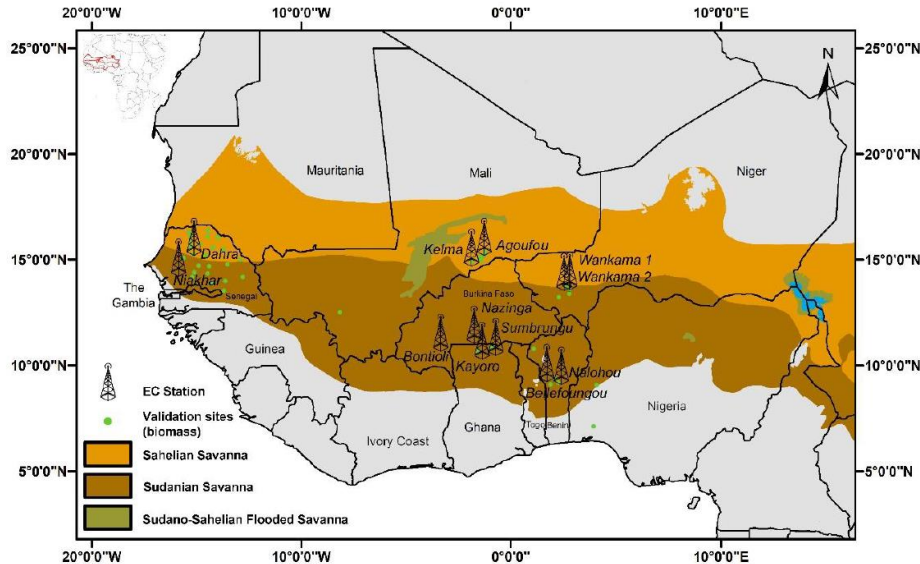 20°0'0"W 10°0'0"W 0°0'0" 10°0'0"E
25°0'0"N 25°0'0"N
N
20°0'0"N 20°0'0"N
Mauritania Mali Niger
15°0'0"N 15°0'0"N
Kelma Agoufou
Dahra
Wankama 1
Wankama 2
Niakhar
The
Gambia
Senegal
Burkina Faso
Nazinga
Sumbrungu
Guinea
Bontioli
Kayoro
Nalohou
Bellefoungou
10°0'0"N 10°0'0"N
EC Station
Nigeria
Validation sites
(biomass)
Togo Benin
Ivory Coast
Ghana
Sahelian Savanna
5°0'0"N 5°0'0"N
Sudanian Savanna
Sudano-Sahelian Flooded Savanna
20°0'0"W 10°0'0"W 0°0'0" 10°0'0"E